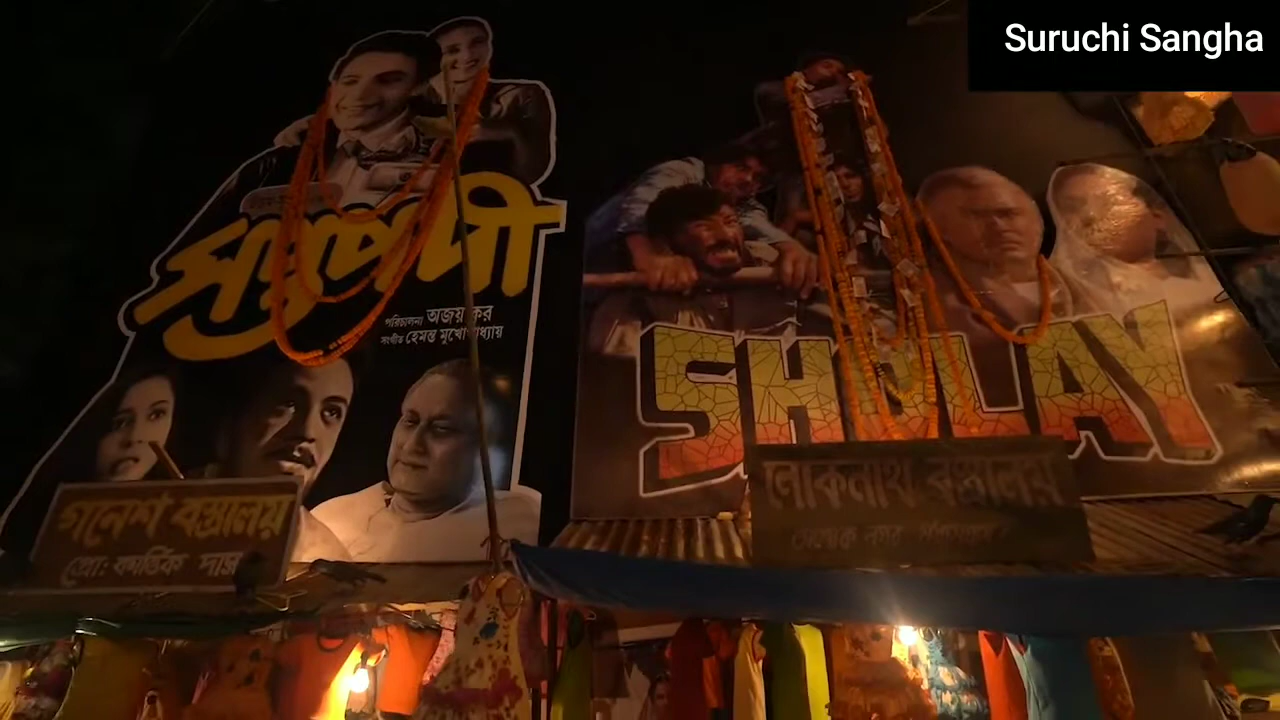 Suruchi Sangha
সপ্তপদী
পরিচালনা অজয় কর
সংগীত হেমন্ত মুখোপাধ্যায়
SHOLAY
লোকনাথ বস্ত্রালয়
গনেশ বস্ত্রালয়
প্রো: কার্ত্তিক দাস